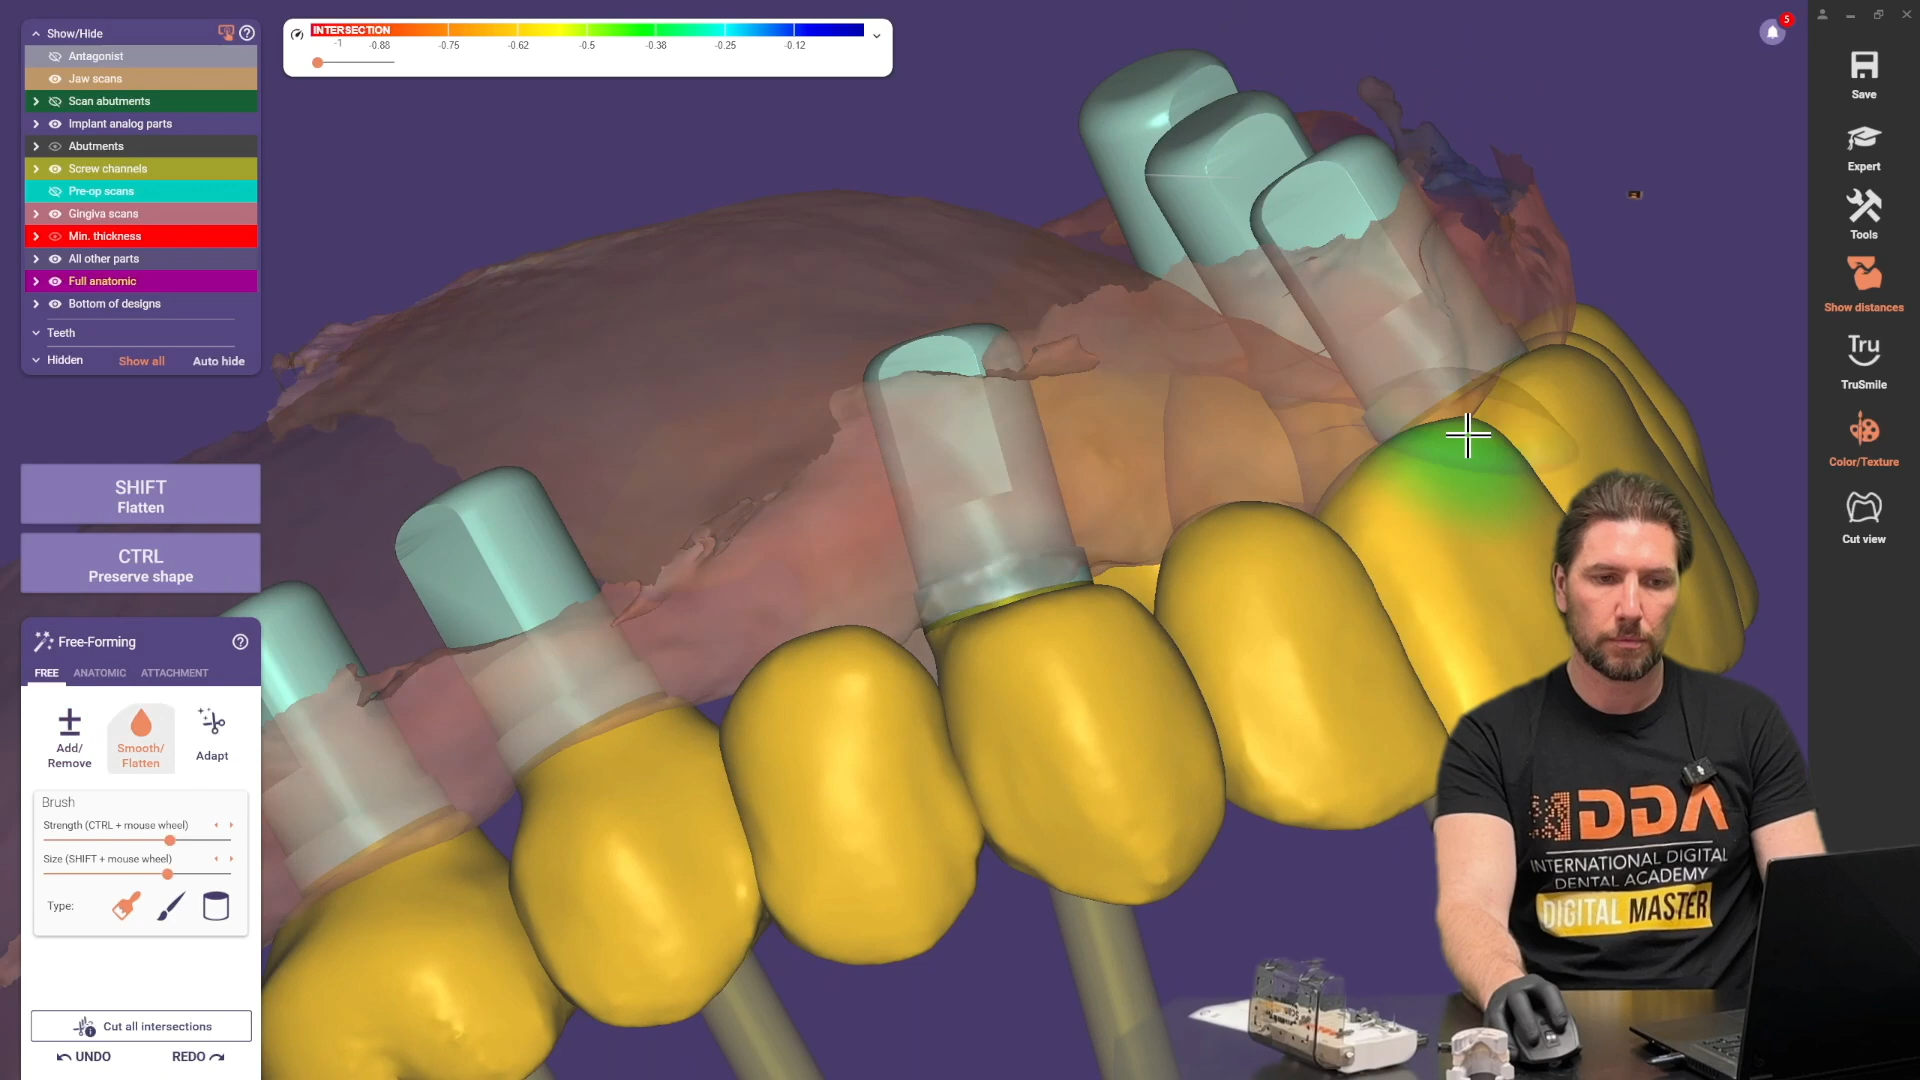 Show/Hide
Antagonist
Jaw scans
Scan abutments
Implant analog parts
Abutments
Screw channels
Pre-op scans
Gingiva scans
Min. thickness
All other parts
Full anatomic
Bottom of designs
Teeth
Hidden Show all Auto hide
INTERSECTION
-1 -0.88 -0.75 -0.62 -0.5 -0.38 -0.25 -0.12
5
Save
Expert
Tools
Show distances
Tru
TruSmile
Color/Texture
Cut view
SHIFT
Flatten
CTRL
Preserve shape
Free-Forming
FREE ANATOMIC ATTACHMENT
Add/
Remove
Smooth/
Flatten
Adapt
Brush
Strength (CTRL + mouse wheel)
Size (SHIFT + mouse wheel)
Type:
Cut all intersections
UNDO REDO
IDDA
INTERNATIONAL DIGITAL
DENTAL ACADEMY
DIGITAL MASTER